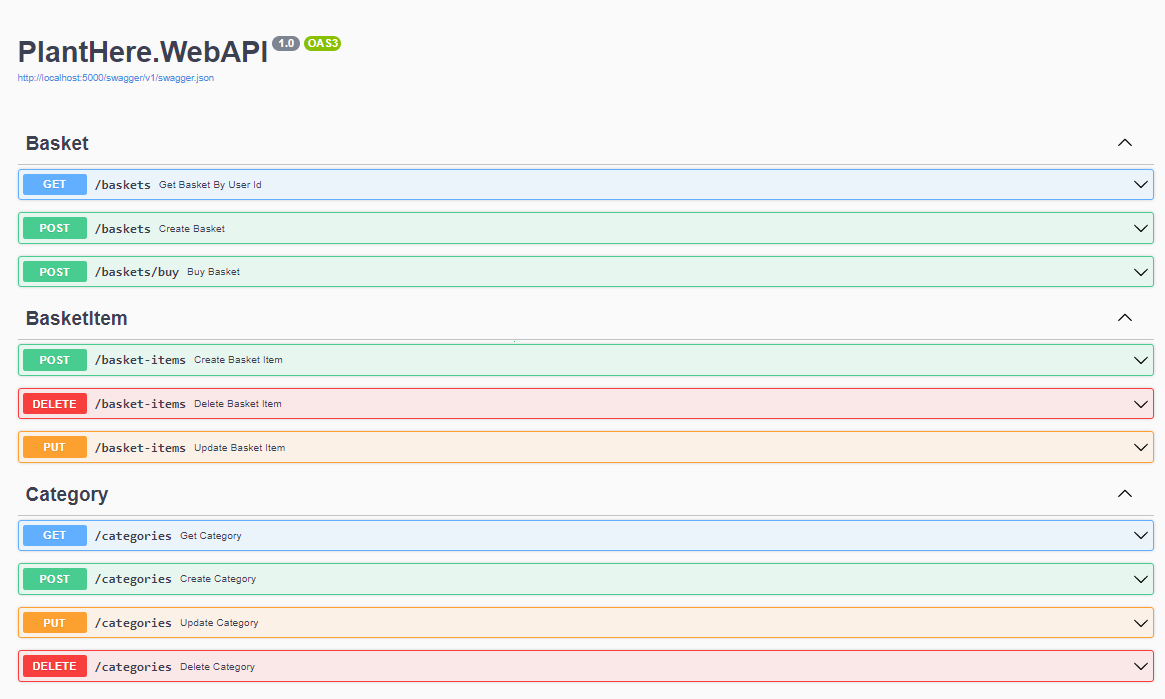 PlantHere.WebAPI 1.0 OAS3
http://localhost:5000/swagger/v1/swagger.json
Basket
GET /baskets Get Basket By User Id
POST /baskets Create Basket
POST /baskets/buy Buy Basket
BasketItem
POST /basket-items Create Basket Item
DELETE /basket-items Delete Basket Item
PUT /basket-items Update Basket Item
Category
GET /categories Get Category
POST /categories Create Category
PUT /categories Update Category
DELETE /categories Delete Category